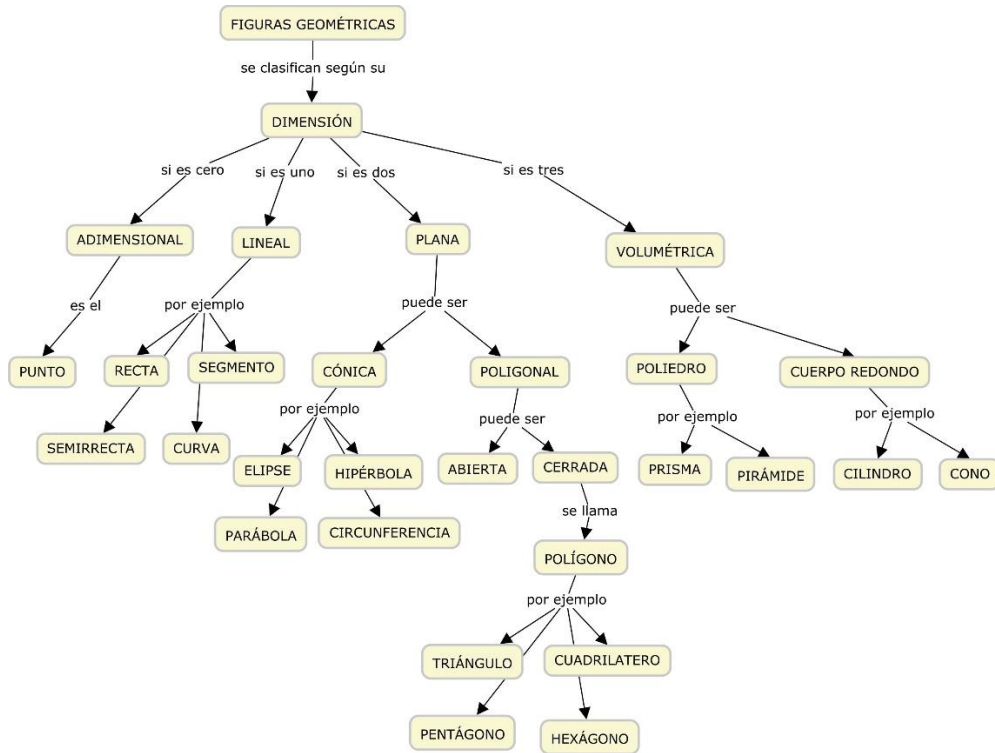 FIGURAS GEOMÉTRICAS
se clasifican según su
DIMENSIÓN
si es cero
si es uno
si es dos
si es tres
ADIMENSIONAL
LINEAL
PLANA
VOLUMÉTRICA
es el
por ejemplo
puede ser
puede ser
PUNTO
RECTA
SEGMENTO
CÓNICA
POLIGONAL
POLIEDRO
CUERPO REDONDO
por ejemplo
puede ser
por ejemplo
por ejemplo
SEMIRRECTA
CURVA
ELIPSE
HIPÉRBOLA
ABIERTA
CERRADA
PRISMA
PIRÁMIDE
CILINDRO
CONO
se llama
PARÁBOLA
CIRCUNFERENCIA
POLÍGONO
por ejemplo
TRIÁNGULO
CUADRILATERO
PENTÁGONO
HEXÁGONO